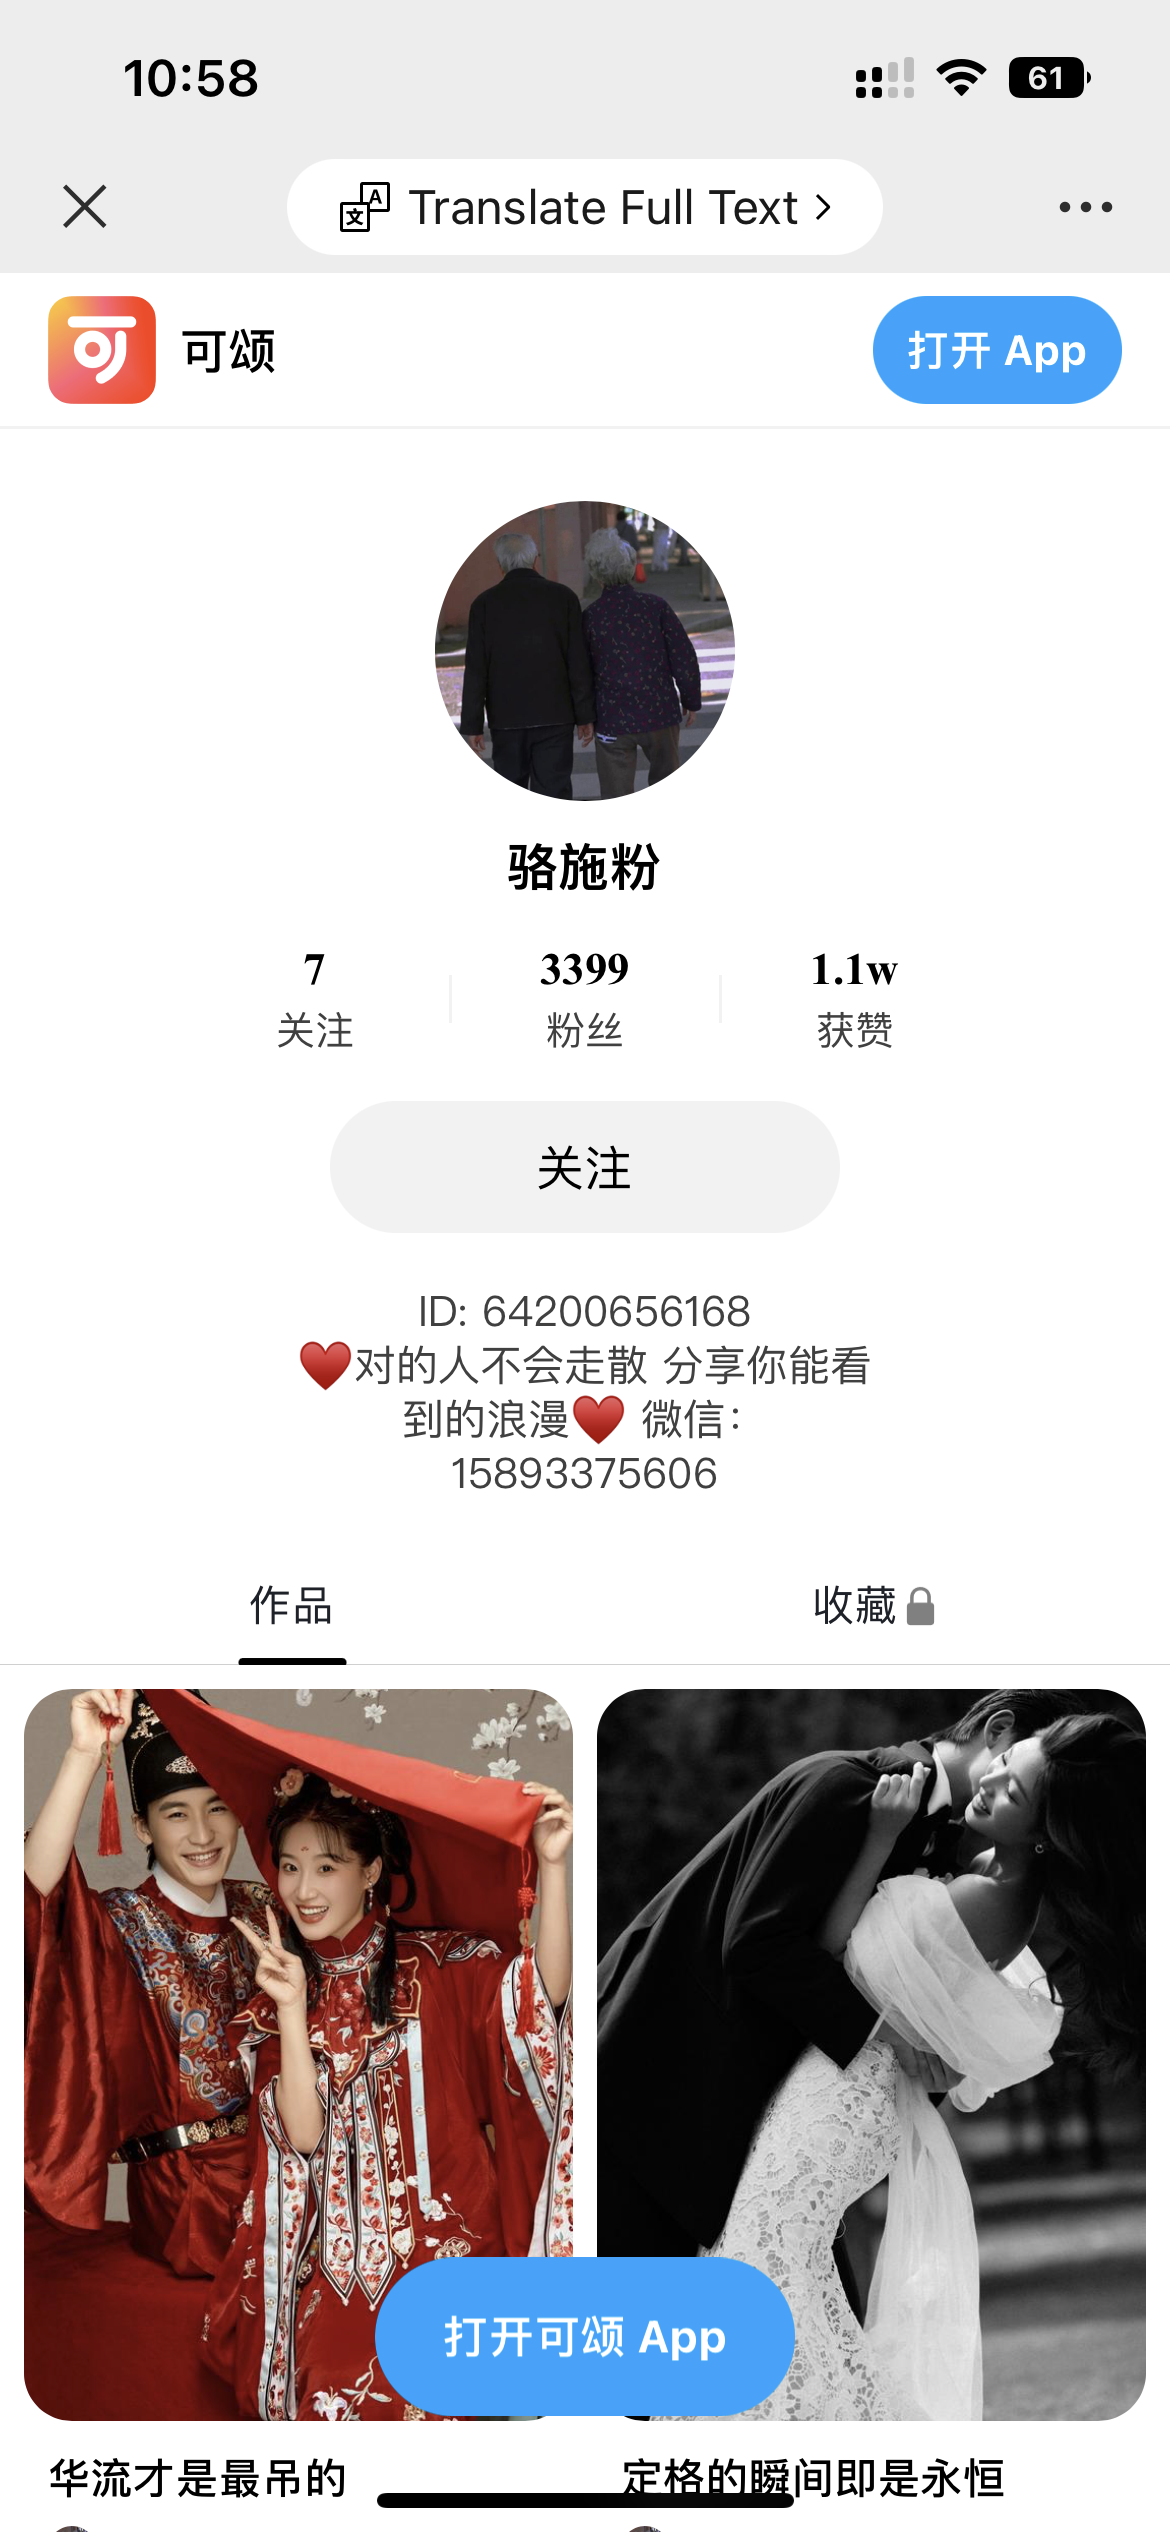 10:58
61
Translate Full Text
可颂
打开 App
骆施粉
7
3399
1.1w
关注
粉丝
获赞
关注
ID: 64200656168
♥️对的人不会走散 分享你能看
到的浪漫♥️ 微信：
15893375606
作品
收藏
打开可颂 App
华流才是最吊的
定格的瞬间即是永恒